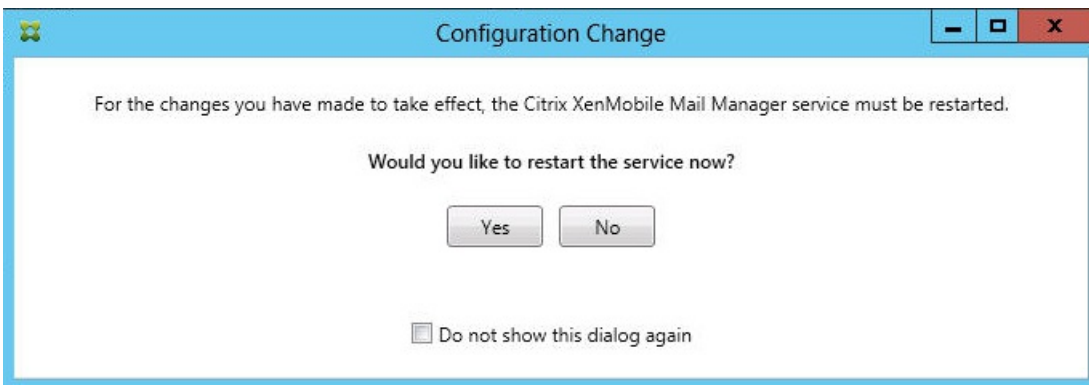 Configuration Change
For the changes you have made to take effect, the Citrix XenMobile Mail Manager service must be restarted.
Would you like to restart the service now?
Yes
No
Do not show this dialog again